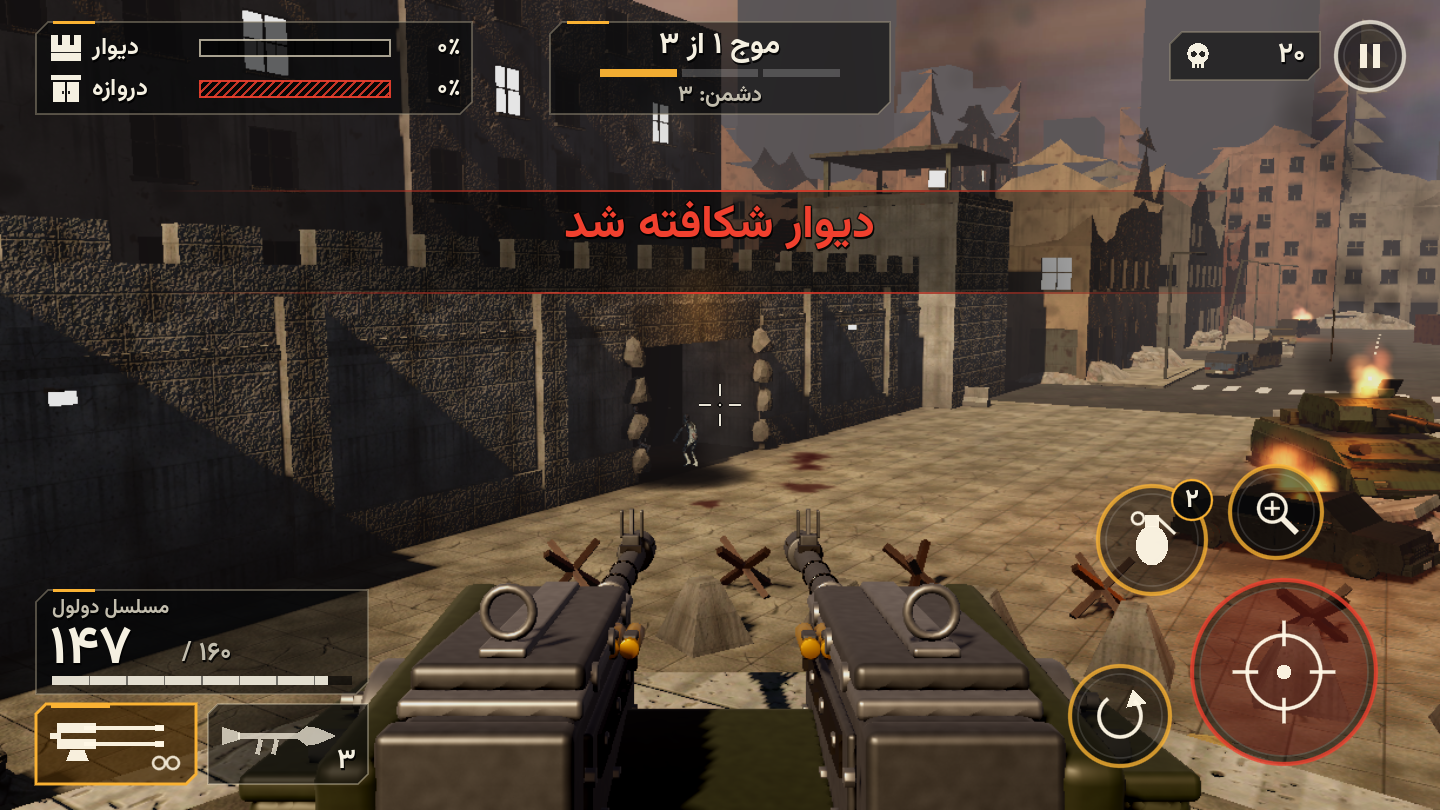 دیوار ۰٪
دروازه ۰٪
موج ۱ از ۳
دشمن: ۳
۲۰
دیوار شکافته شد
۲
مسلسل دولول
۱۴۷ / ۱۶۰
∞
۳